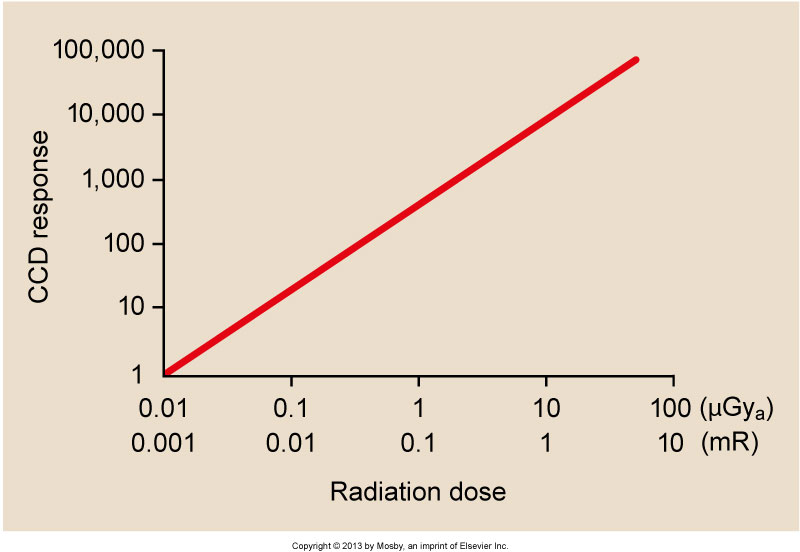 100,000
10,000
1,000
100
10
1
CCD response
0.01 0.1 1 10 100 (µGyₐ)
0.001 0.01 0.1 1 10 (mR)
Radiation dose
Copyright © 2013 by Mosby, an imprint of Elsevier Inc.